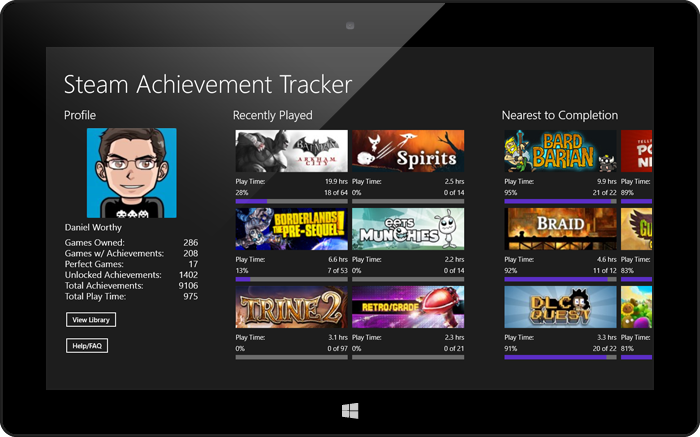 Steam Achievement Tracker
Profile
Daniel Worthy
Games Owned: 286
Games w/ Achievements: 208
Perfect Games: 17
Unlocked Achievements: 1402
Total Achievements: 9106
Total Play Time: 975
View Library
Help/FAQ
Recently Played
BATMAN
ARKHAM CITY
Play Time: 19.9 hrs
28% 18 of 64
Spirits
Play Time: 2.5 hrs
0% 0 of 14
BORDERLANDS
THE PRE-SEQUEL!
Play Time: 6.6 hrs
13% 7 of 53
EETS
MUNCHIES
Play Time: 2.2 hrs
0% 0 of 14
TRINE 2
Play Time: 3.1 hrs
0% 0 of 97
RETRO/GRADE
Play Time: 2.3 hrs
0% 0 of 21
Nearest to Completion
BARD
BARIAN
Play Time: 9.9 hrs
95% 21 of 22
BRAID
Play Time: 4.6 hrs
92% 11 of 12
DLC
QUEST
Play Time: 3.3 hrs
91% 20 of 22
TELLT
PO
NI
Play Time:
89%
Play Time:
83%
Play Time:
81%